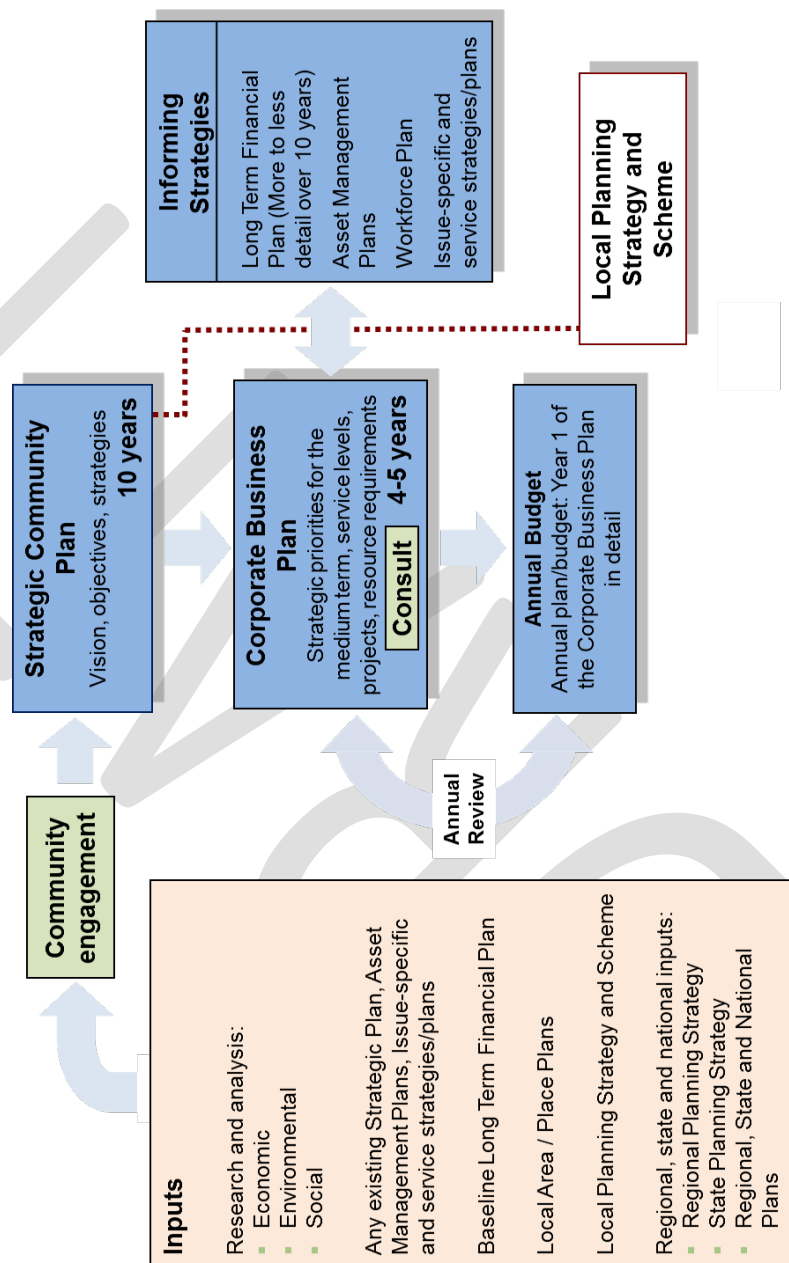 Inputs
Research and analysis:
▪ Economic
▪ Environmental
▪ Social
Any existing Strategic Plan, Asset
Management Plans, Issue-specific
and service strategies/plans
Baseline Long Term Financial Plan
Local Area / Place Plans
Local Planning Strategy and Scheme
Regional, state and national inputs:
▪ Regional Planning Strategy
▪ State Planning Strategy
▪ Regional, State and National
Plans
Community
engagement
Annual
Review
Strategic Community
Plan
Vision, objectives, strategies
10 years
Corporate Business
Plan
Strategic priorities for the
medium term, service levels,
projects, resource requirements
Consult 4-5 years
Annual Budget
Annual plan/budget: Year 1 of
the Corporate Business Plan
in detail
Informing
Strategies
Long Term Financial
Plan (More to less
detail over 10 years)
Asset Management
Plans
Workforce Plan
Issue-specific and
service strategies/plans
Local Planning
Strategy and
Scheme